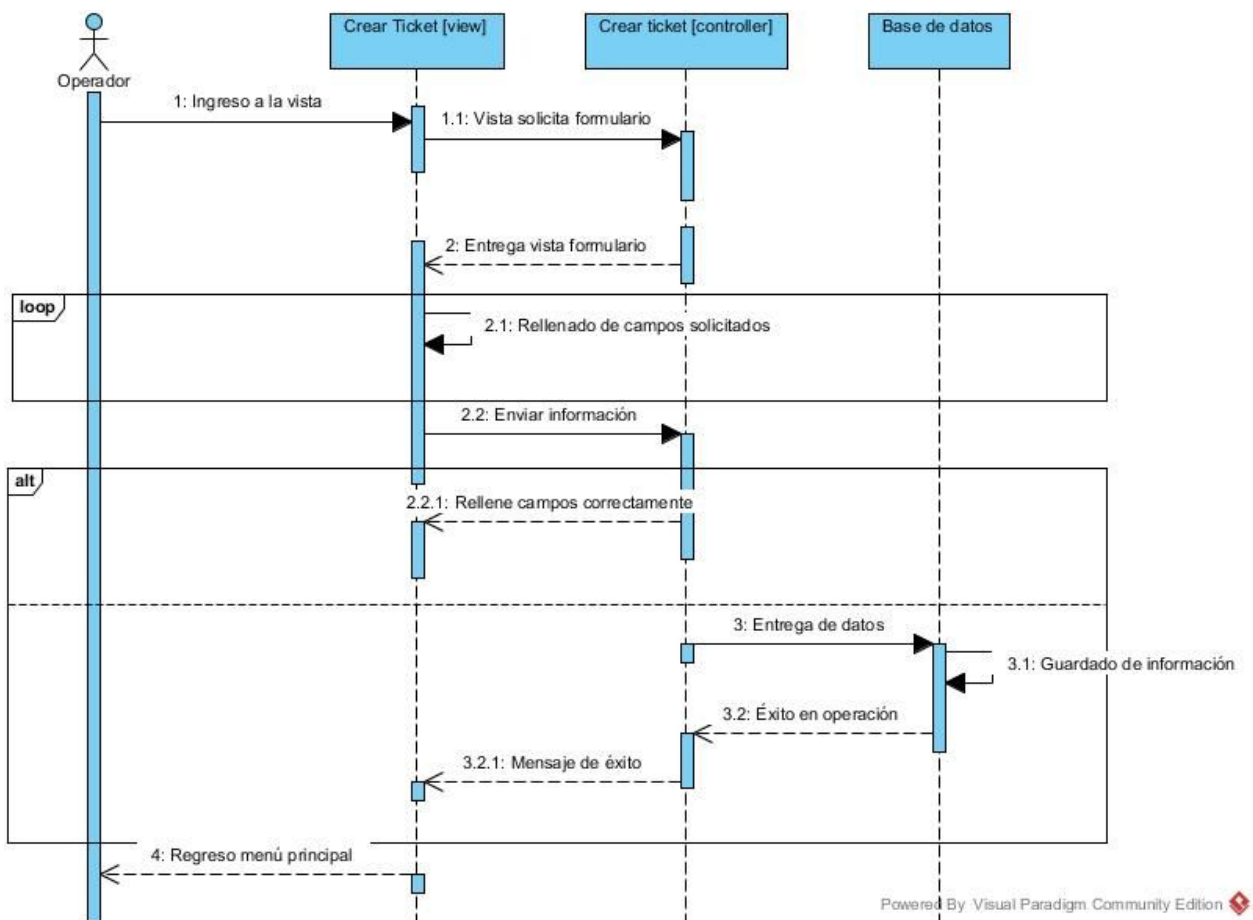 Crear Ticket [view]
Crear ticket [controller]
Base de datos
Operador
1: Ingreso a la vista
1.1: Vista solicita formulario
2: Entrega vista formulario
loop
2.1: Rellenado de campos solicitados
2.2: Enviar información
alt
2.2.1: Rellene campos correctamente
3: Entrega de datos
3.1: Guardado de información
3.2: Éxito en operación
3.2.1: Mensaje de éxito
4: Regreso menú principal
Powered By Visual Paradigm Community Edition